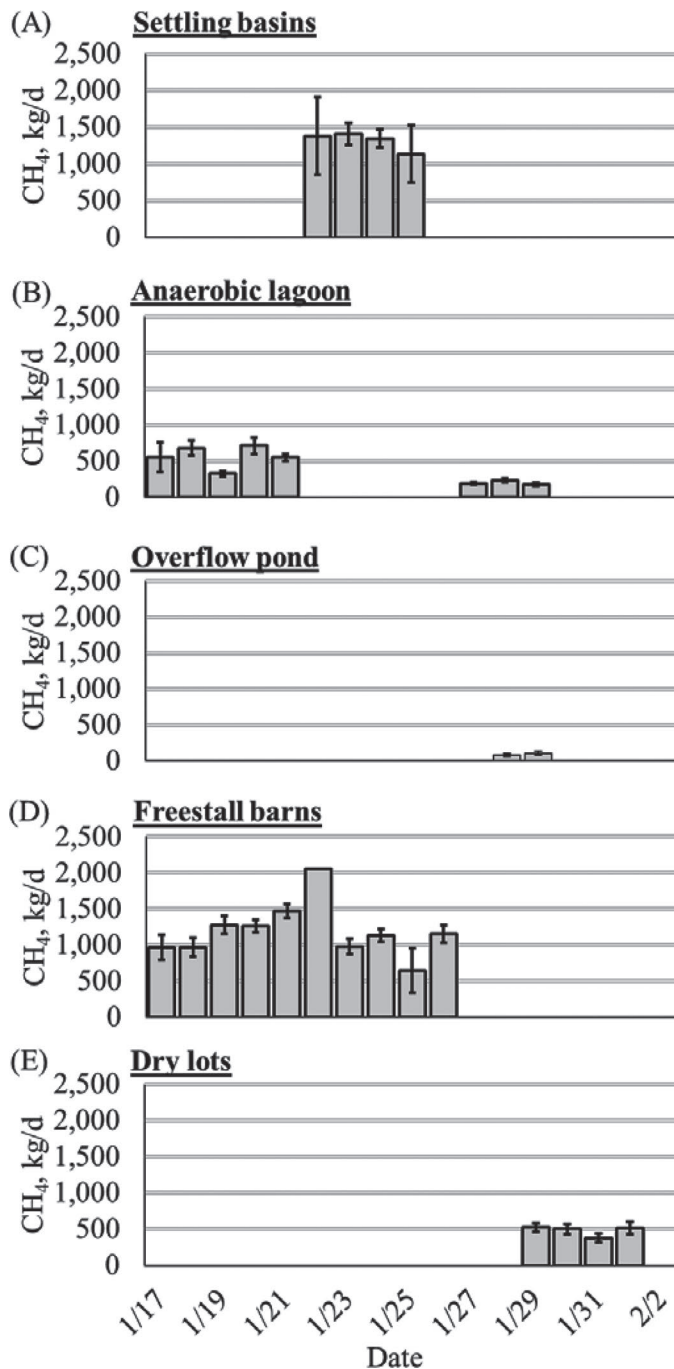 (A) Settling basins
2,500
2,000
1,500
1,000
500
0
CH₄, kg/d
(B) Anaerobic lagoon
2,500
2,000
1,500
1,000
500
0
CH₄, kg/d
(C) Overflow pond
2,500
2,000
1,500
1,000
500
0
CH₄, kg/d
(D) Freestall barns
2,500
2,000
1,500
1,000
500
0
CH₄, kg/d
(E) Dry lots
2,500
2,000
1,500
1,000
500
0
CH₄, kg/d
1/17 1/19 1/21 1/23 1/25 1/27 1/29 1/31 2/2
Date